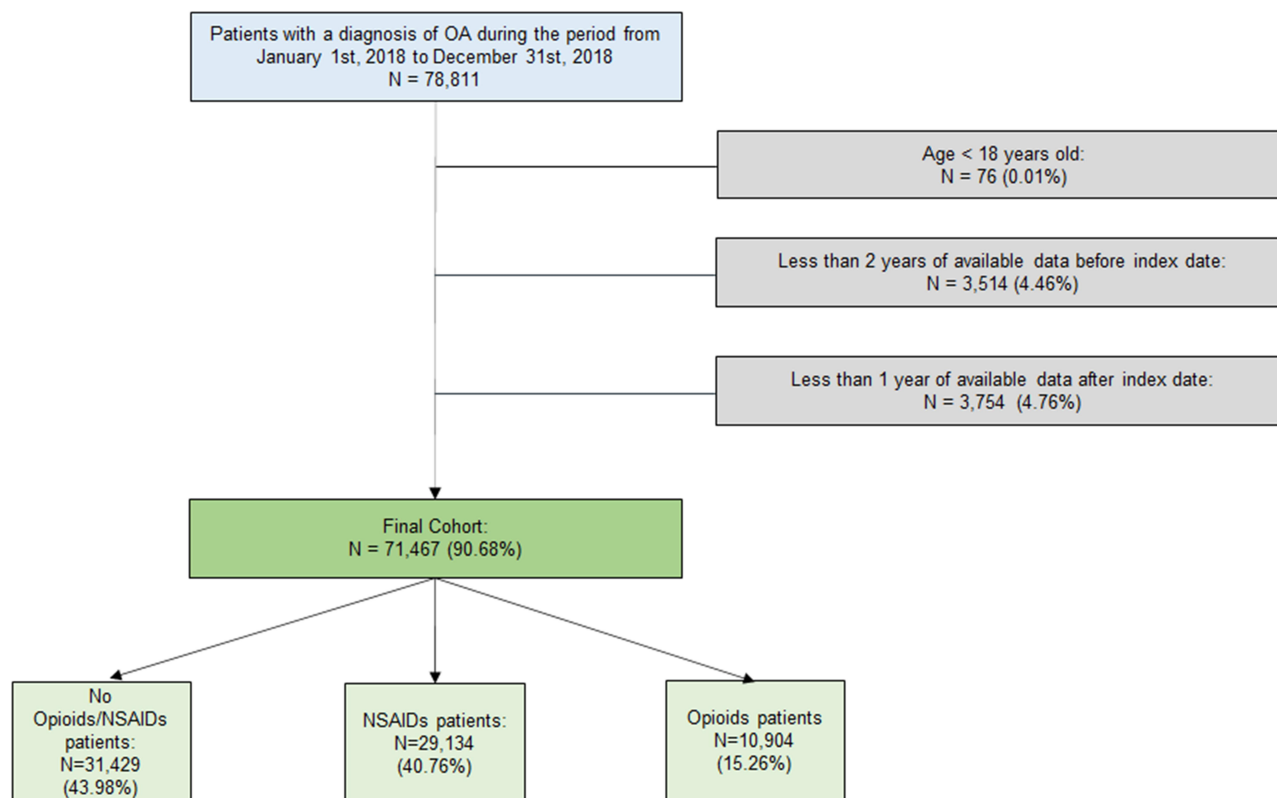 Patients with a diagnosis of OA during the period from
January 1st, 2018 to December 31st, 2018
N = 78,811
Age < 18 years old:
N = 76 (0.01%)
Less than 2 years of available data before index date:
N = 3,514 (4.46%)
Less than 1 year of available data after index date:
N = 3,754 (4.76%)
Final Cohort:
N = 71,467 (90.68%)
No
Opioids/NSAIDs
patients:
N=31,429
(43.98%)
NSAIDs patients:
N=29,134
(40.76%)
Opioids patients
N=10,904
(15.26%)